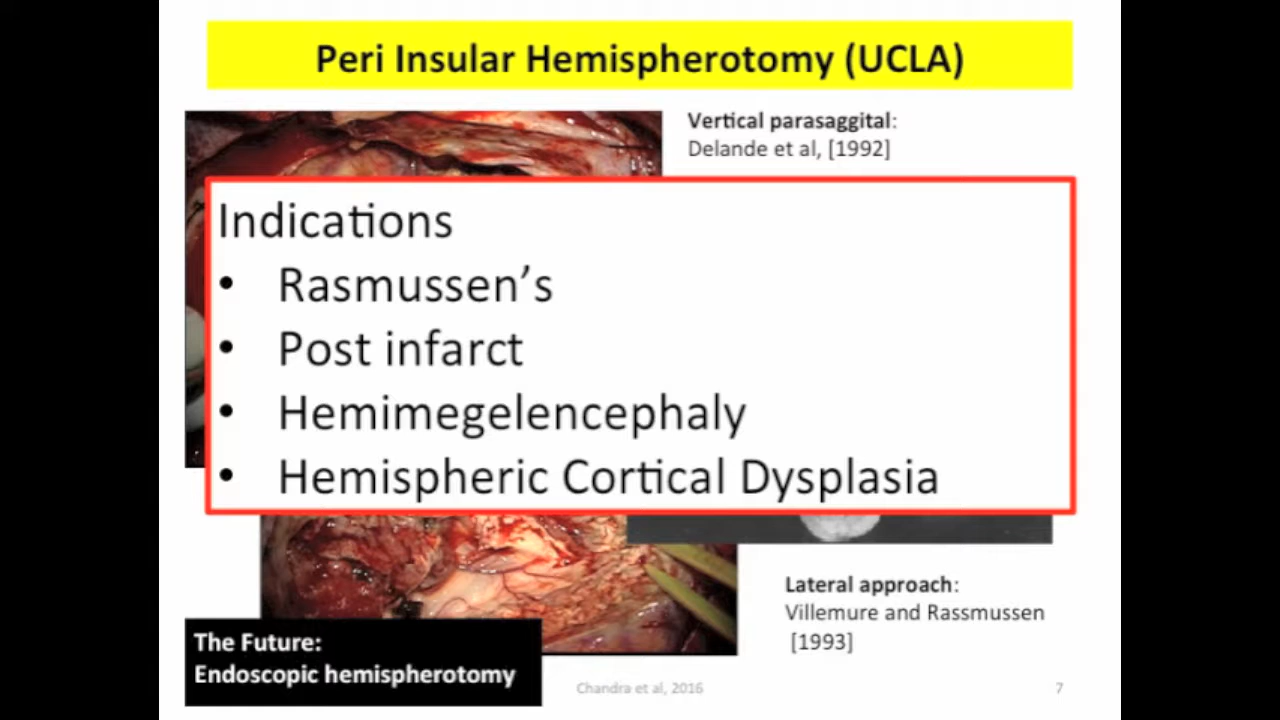 Peri Insular Hemispherotomy (UCLA)
Vertical parasaggital:
Delande et al, [1992]
Indications
• Rasmussen’s
• Post infarct
• Hemimegelencephaly
• Hemispheric Cortical Dysplasia
Lateral approach:
Villemure and Rassmussen
[1993]
The Future:
Endoscopic hemispherotomy
Chandra et al, 2016
7